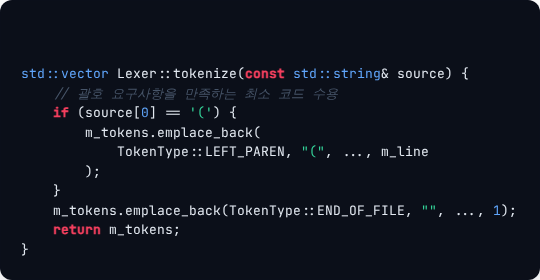 std::vector Lexer::tokenize(const std::string& source) {
    // 괄호 요구사항을 만족하는 최소 코드 수용
    if (source[0] == '(') {
        m_tokens.emplace_back(
            TokenType::LEFT_PAREN, "(", ..., m_line
        );
    }
    m_tokens.emplace_back(TokenType::END_OF_FILE, "", ..., 1);
    return m_tokens;
}